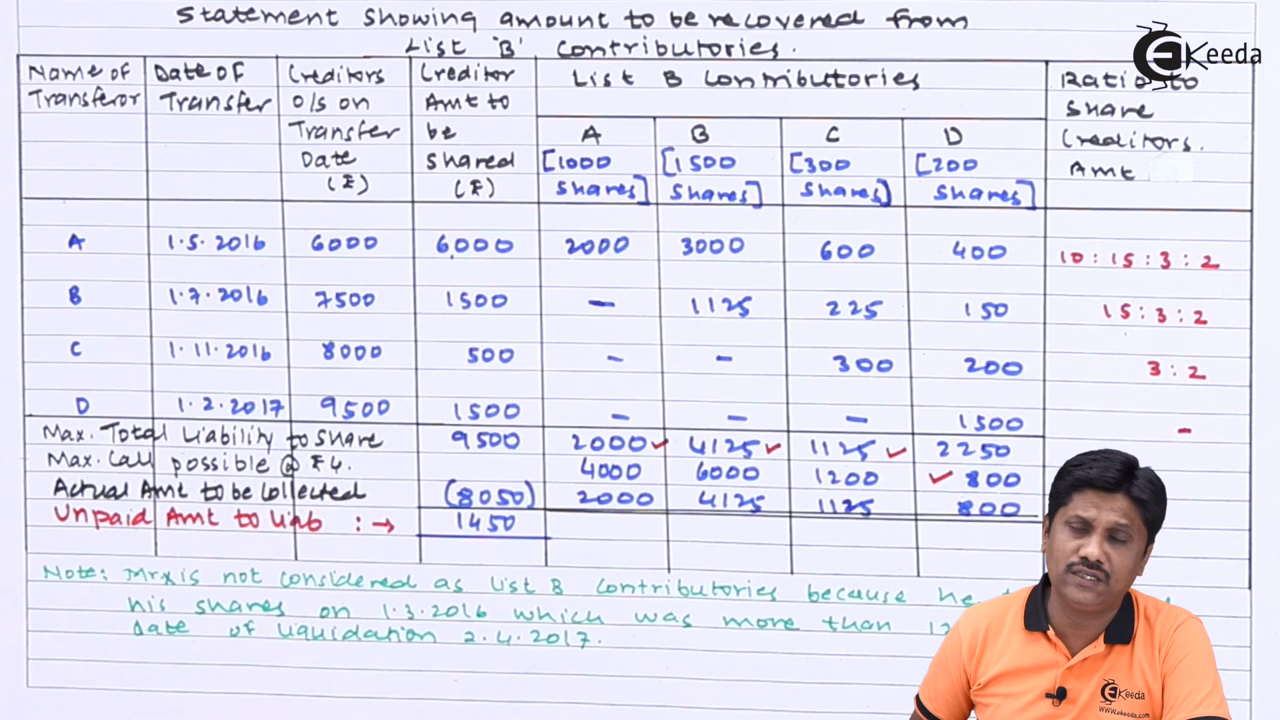 Statement showing amount to be recovered from
List 'B' Contributories.
EKeeda
Name of Transferor
Date of Transfer
Creditors o/s on Transfer Date (₹)
Creditor Amt to be shared (₹)
List B Contributories
Ratio to share Creditors. Amt
A [1000 shares]
B [1500 shares]
C [300 shares]
D [200 shares]
A 1.5.2016 6000 6000 2000 3000 600 400 10:15:3:2
B 1.7.2016 7500 1500 – 1125 225 150 15:3:2
C 1.11.2016 8000 500 – – 300 200 3:2
D 1.2.2017 9500 1500 – – – 1500 –
Max. Total Liability to share 9500 2000 ✓ 4125 ✓ 1125 ✓ 2250
Max. Call possible @ ₹4. 4000 6000 1200 ✓ 800
Actual Amt to be collected (8050) 2000 4125 1125 800
Unpaid Amt to Liab :→ 1450
Note: Mr x is not considered as List B contributories because he
his shares on 1.3.2016 which was more than 12
date of liquidation 2.4.2017.
EKeeda
www.ekeeda.com